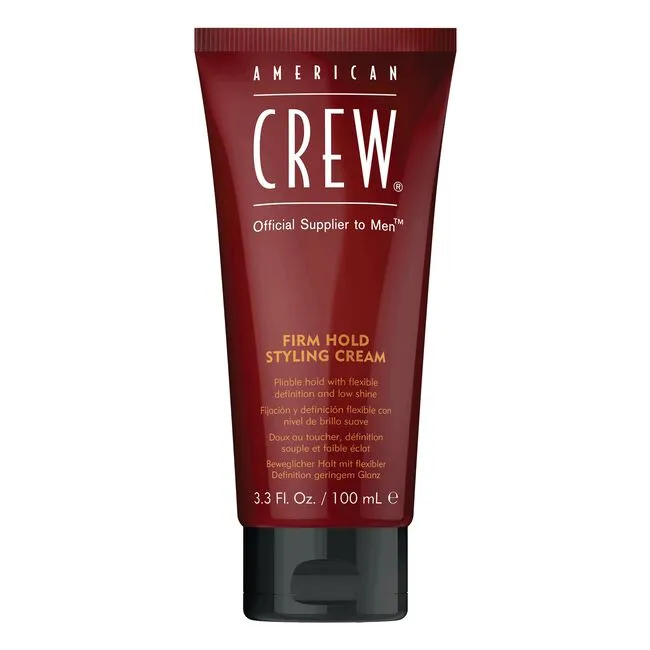 AMERICAN
CREW®
Official Supplier to Men™
FIRM HOLD
STYLING CREAM
Pliable hold with flexible
definition and low shine
Fijación y definición flexible con
nivel de brillo suave
Doux au toucher, définition
souple et faible éclat
Beweglicher Halt mit flexibler
Definition geringem Glanz
3.3 Fl. Oz. / 100 mL ℮